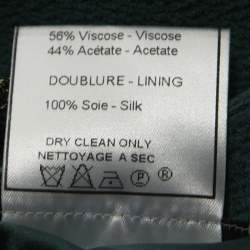 56% Viscose - Viscose
44% Acétate - Acetate
DOUBLURE - LINING
100% Soie - Silk
DRY CLEAN ONLY
NETTOYAGE A SEC
P R